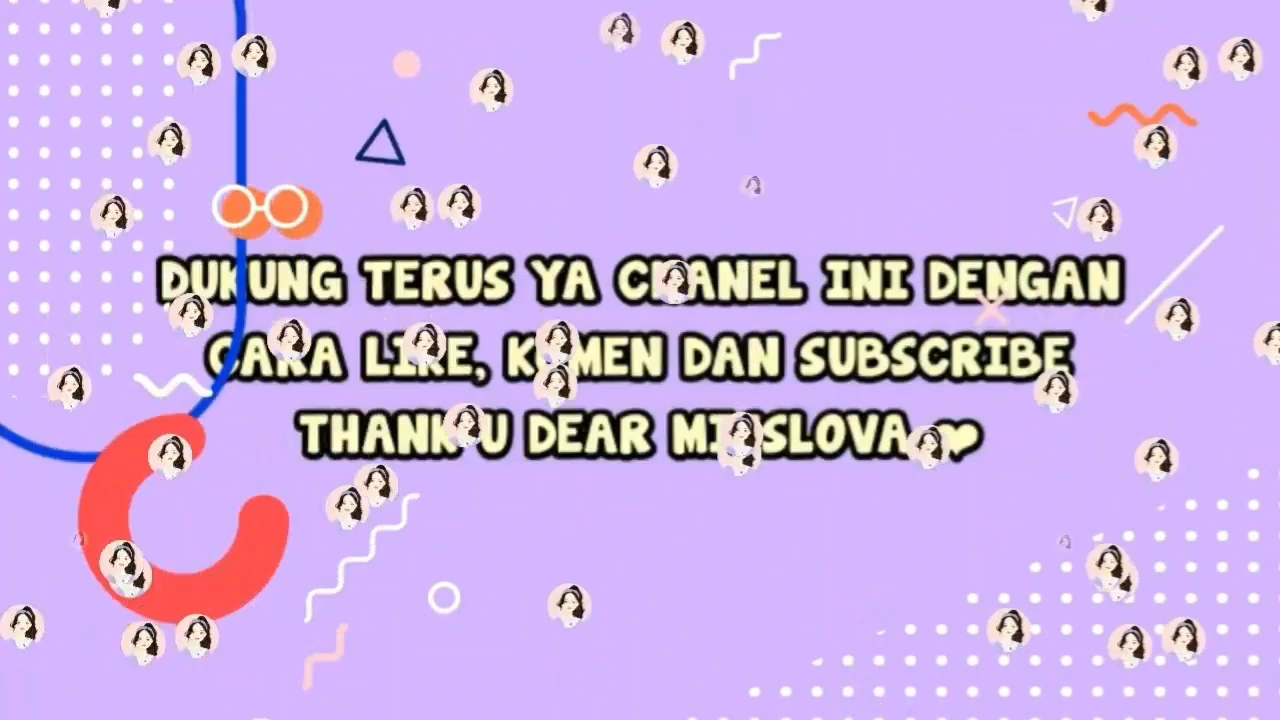 DUKUNG TERUS YA CHANEL INI DENGAN
CARA LIKE, KOMEN DAN SUBSCRIBE
THANK U DEAR